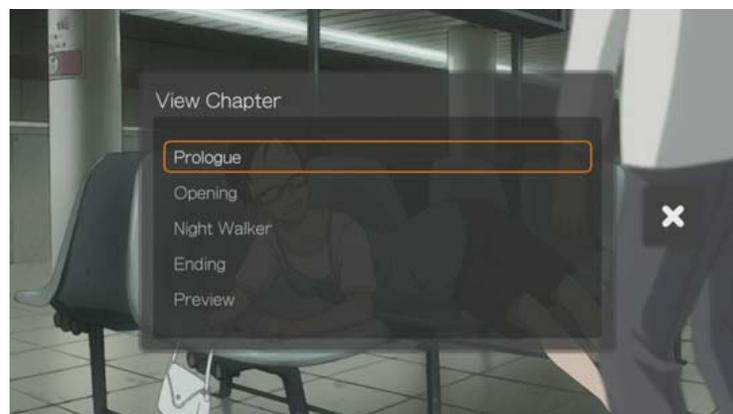 View Chapter
Prologue
Opening
Night Walker
Ending
Preview